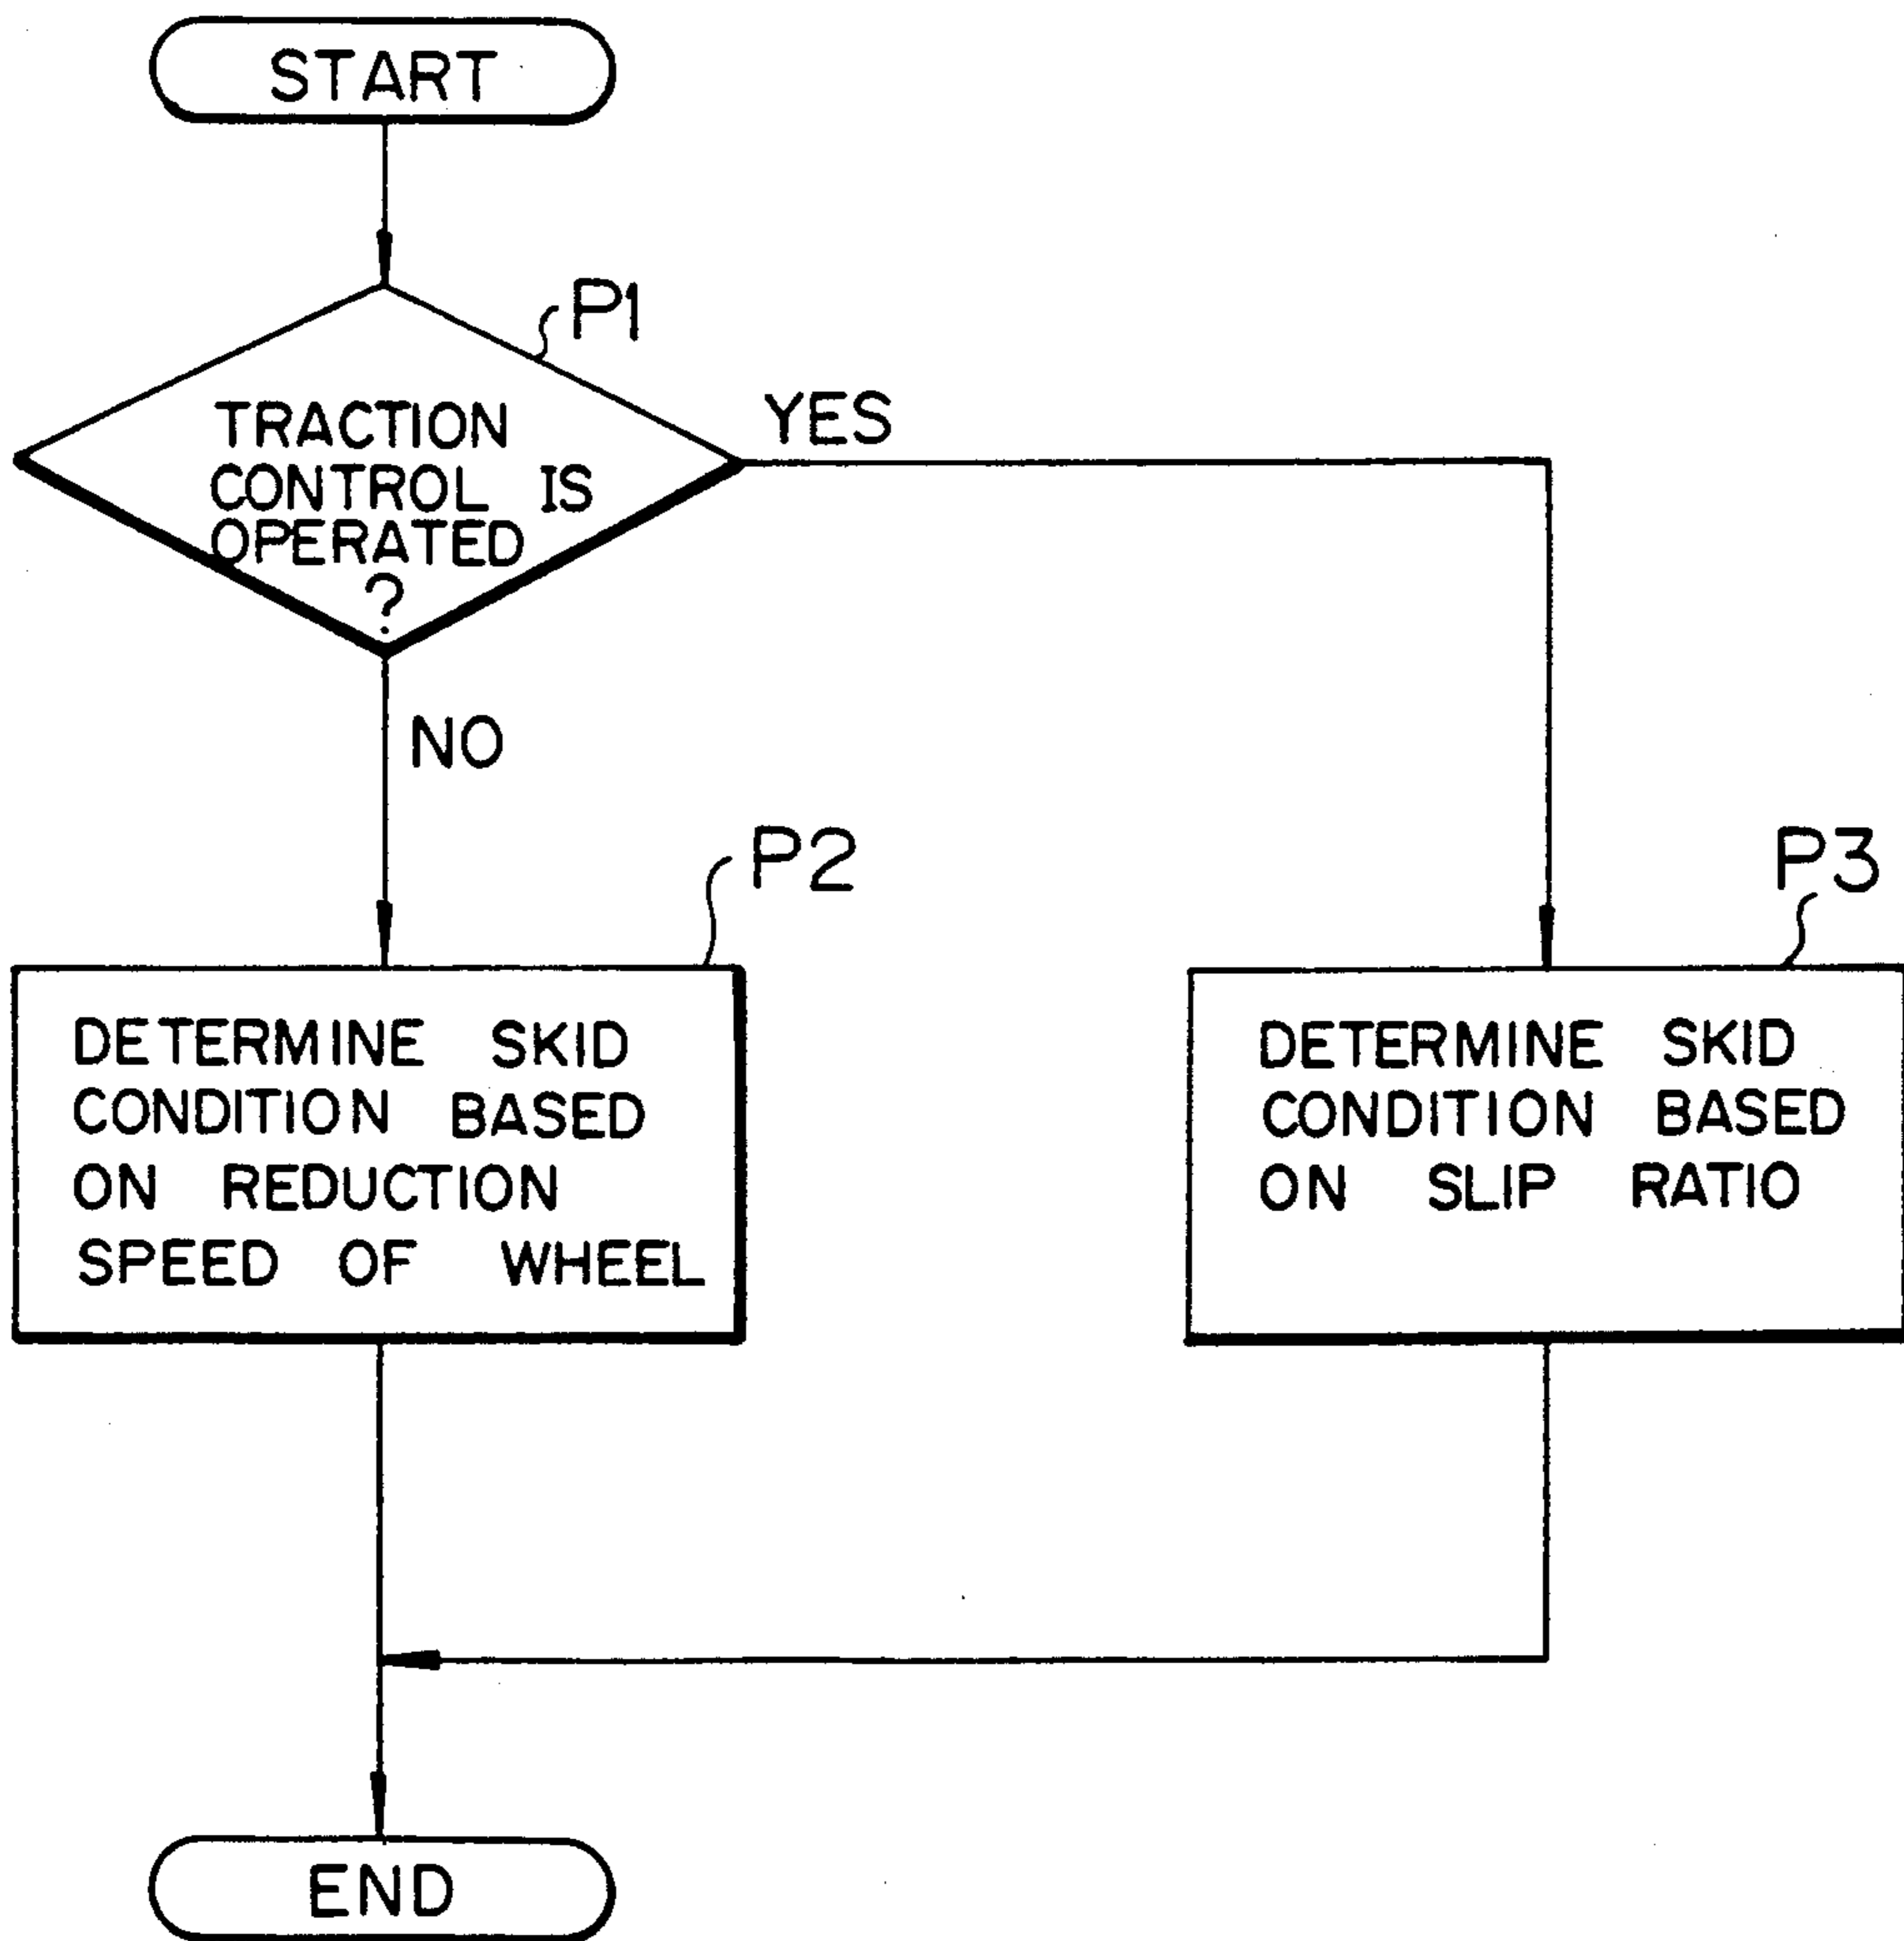 START
P1
TRACTION
CONTROL IS
OPERATED
?
YES
NO
P2
DETERMINE SKID
CONDITION BASED
ON REDUCTION
SPEED OF WHEEL
P3
DETERMINE SKID
CONDITION BASED
ON SLIP RATIO
END